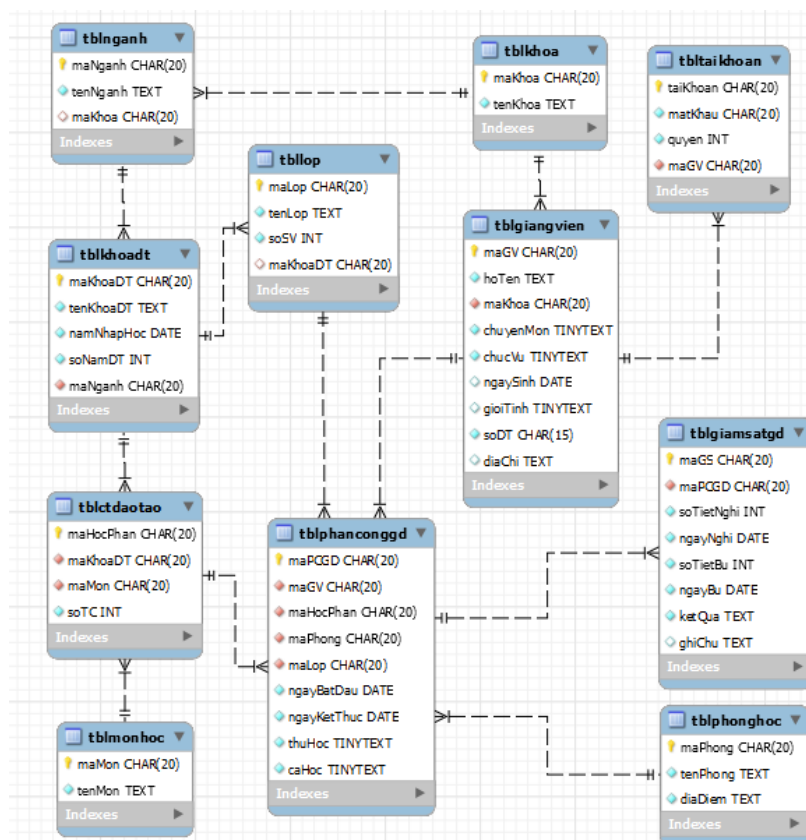 tblnganh
maNganh CHAR(20)
tenNganh TEXT
maKhoa CHAR(20)
Indexes
tblkhoa
maKhoa CHAR(20)
tenKhoa TEXT
Indexes
tbltaikhoan
taiKhoan CHAR(20)
matKhau CHAR(20)
quyen INT
maGV CHAR(20)
Indexes
tbllop
maLop CHAR(20)
tenLop TEXT
soSV INT
maKhoaDT CHAR(20)
Indexes
tblkhoadt
maKhoaDT CHAR(20)
tenKhoaDT TEXT
namNhapHoc DATE
soNamDT INT
maNganh CHAR(20)
Indexes
tblgiangvien
maGV CHAR(20)
hoTen TEXT
maKhoa CHAR(20)
chuyenMon TINYTEXT
chucVu TINYTEXT
ngaySinh DATE
gioiTinh TINYTEXT
soDT CHAR(15)
diaChi TEXT
Indexes
tblgiamsatgd
maGS CHAR(20)
maPCGD CHAR(20)
soTietNghi INT
ngayNghi DATE
soTietBu INT
ngayBu DATE
ketQua TEXT
ghiChu TEXT
Indexes
tblctdaotao
maHocPhan CHAR(20)
maKhoaDT CHAR(20)
maMon CHAR(20)
soTC INT
Indexes
tblphanconggd
maPCGD CHAR(20)
maGV CHAR(20)
maHocPhan CHAR(20)
maPhong CHAR(20)
maLop CHAR(20)
ngayBatDau DATE
ngayKetThuc DATE
thuHoc TINYTEXT
caHoc TINYTEXT
Indexes
tblmonhoc
maMon CHAR(20)
tenMon TEXT
Indexes
tblphonghoc
maPhong CHAR(20)
tenPhong TEXT
diaDiem TEXT
Indexes